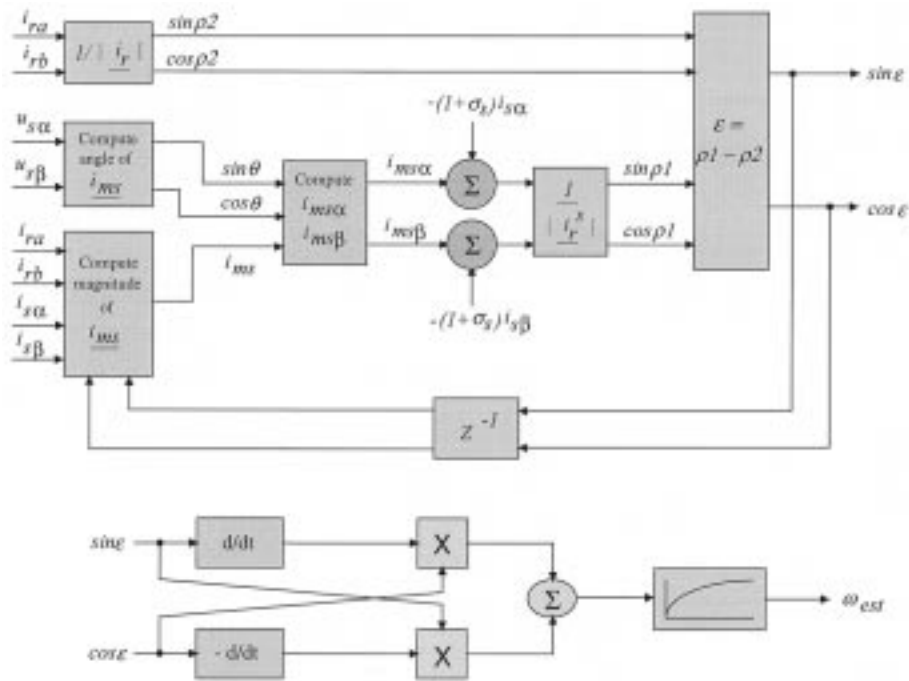 i_ra
i_rb
1/| i_r |
sinρ2
cosρ2
u_sα
u_sβ
Compute
angle of
i_ms
sinθ
cosθ
i_ra
i_rb
i_sα
i_sβ
Compute
magnitude
of
i_ms
i_ms
Compute
i_msα
i_msβ
i_msα
i_msβ
-(1+σ_s) i_sα
Σ
Σ
-(1+σ_s) i_sβ
1
| i_r^s |
sinρ1
cosρ1
ε =
ρ1 – ρ2
sinε
cosε
Z^-1
sinε
d/dt
X
cosε
- d/dt
X
Σ
ω_est